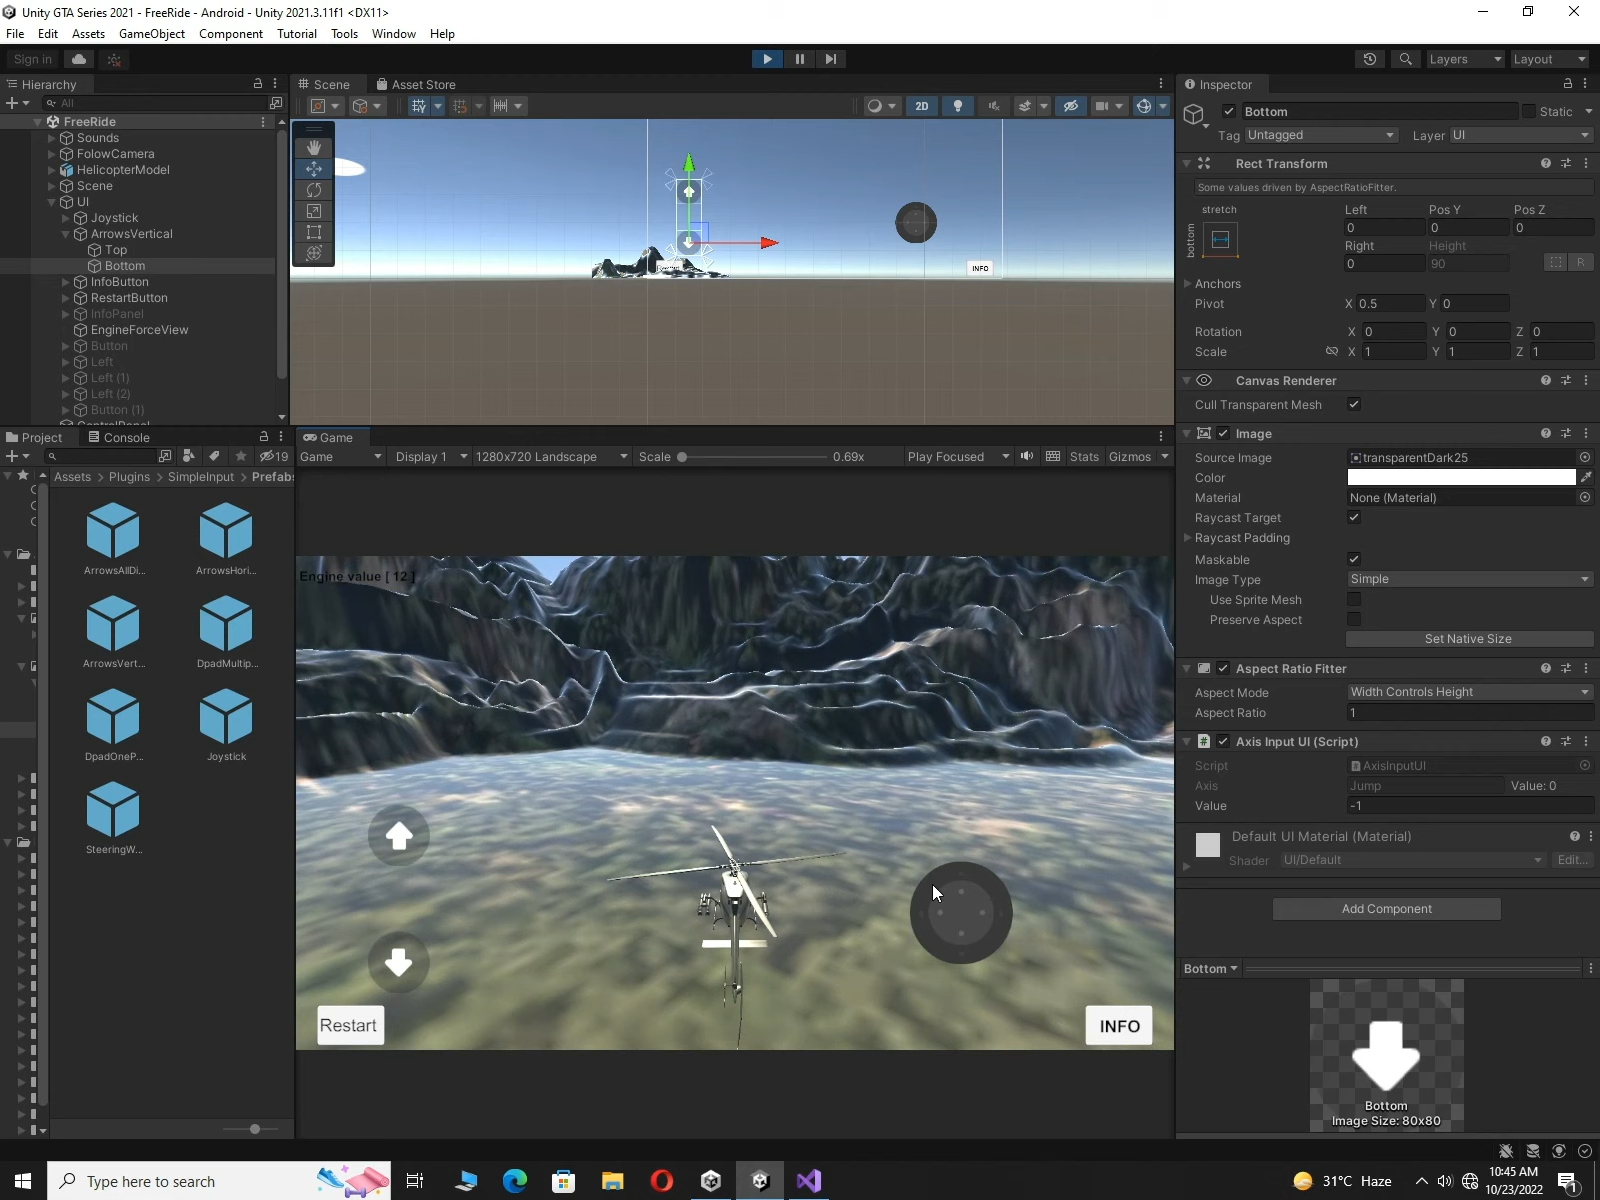 Unity GTA Series 2021 - FreeRide - Android - Unity 2021.3.11f1 <DX11>
File Edit Assets GameObject Component Tutorial Tools Window Help
Sign in
Layers Layout
Hierarchy
All
FreeRide
Sounds
FolowCamera
HelicopterModel
Scene
UI
Joystick
ArrowsVertical
Top
Bottom
InfoButton
RestartButton
InfoPanel
EngineForceView
Button
Left
Left (1)
Left (2)
Button (1)
ControlPanel
Scene Asset Store
2D
INFO
Project Console
19
Assets > Plugins > SimpleInput > Prefabs
ArrowsAllDi... ArrowsHori...
ArrowsVert... DpadMultip...
DpadOneP... Joystick
SteeringW...
Game
Game Display 1 1280x720 Landscape Scale 0.69x Play Focused Stats Gizmos
Engine value [ 12 ]
Restart
INFO
Inspector
Bottom Static
Tag Untagged Layer UI
Rect Transform
Some values driven by AspectRatioFitter.
stretch Left Pos Y Pos Z
bottom 0 0 0
Right Height
0 90 R
Anchors
Pivot X 0.5 Y 0
Rotation X 0 Y 0 Z 0
Scale X 1 Y 1 Z 1
Canvas Renderer
Cull Transparent Mesh
Image
Source Image transparentDark25
Color
Material None (Material)
Raycast Target
Raycast Padding
Maskable
Image Type Simple
Use Sprite Mesh
Preserve Aspect
Set Native Size
Aspect Ratio Fitter
Aspect Mode Width Controls Height
Aspect Ratio 1
# Axis Input UI (Script)
Script AxisInputUI
Axis Jump Value: 0
Value -1
Default UI Material (Material)
Shader UI/Default Edit...
Add Component
Bottom
Bottom
Image Size: 80x80
Type here to search
31°C Haze
10:45 AM
10/23/2022
1